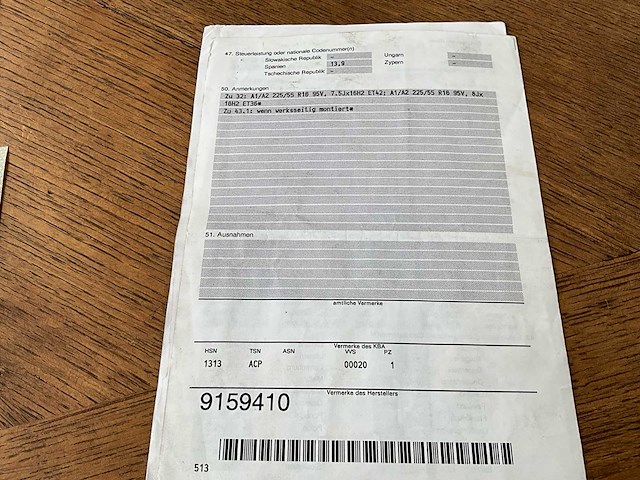 47. Steuerleistung oder nationale Codenummer(n)
Slowakische Republik - Ungarn -
Spanien 13,9 Zypern -
Tschechische Republik -
50. Anmerkungen
Zu 32: A1/A2 225/55 R16 95V, 7.5Jx16H2 ET42; A1/A2 225/55 R16 95V, 8Jx
16H2 ET36*
Zu 43.1: wenn werksseitig montiert*
51. Ausnahmen
amtliche Vermerke
Vermerke des KBA
HSN TSN ASN VVS PZ
1313 ACP 00020 1
Vermerke des Herstellers
9159410
513